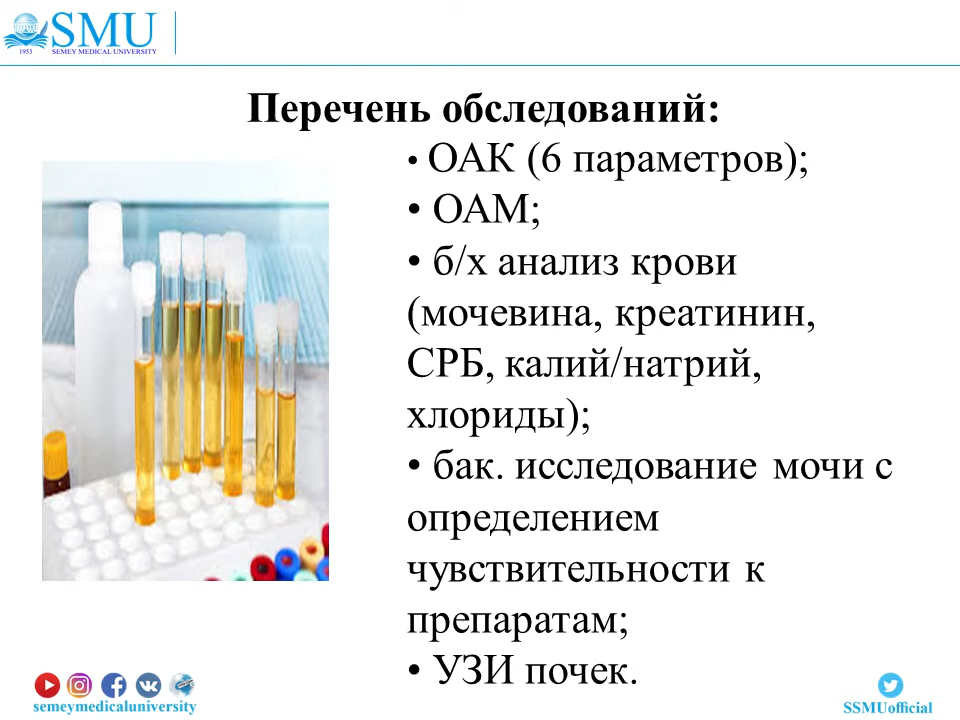 SMU
1953 SEMEY MEDICAL UNIVERSITY
Перечень обследований:
• ОАК (6 параметров);
• ОАМ;
• б/х анализ крови
(мочевина, креатинин,
СРБ, калий/натрий,
хлориды);
• бак. исследование мочи с
определением
чувствительности к
препаратам;
• УЗИ почек.
semeymedicaluniversity
SSMUofficial